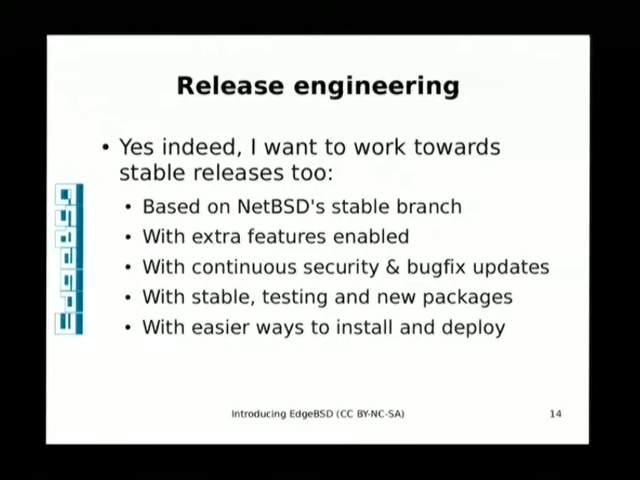 Release engineering
• Yes indeed, I want to work towards
stable releases too:
• Based on NetBSD's stable branch
• With extra features enabled
• With continuous security & bugfix updates
• With stable, testing and new packages
• With easier ways to install and deploy
EdgeBSD
Introducing EdgeBSD (CC BY-NC-SA)
14